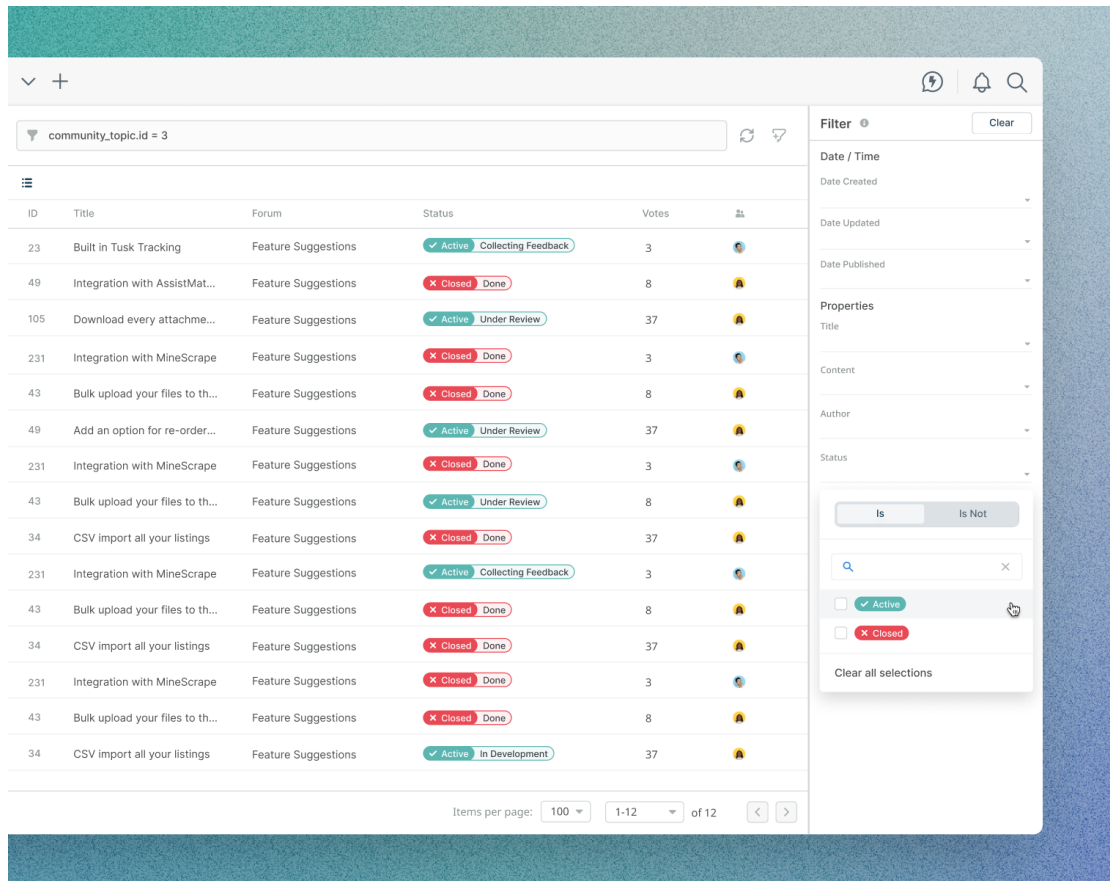 community_topic.id = 3
Filter
Clear
Date / Time
Date Created
Date Updated
Date Published
Properties
Title
Content
Author
Status
Is
Is Not
Active
Closed
Clear all selections
ID Title Forum Status Votes
23 Built in Tusk Tracking Feature Suggestions Active Collecting Feedback 3
49 Integration with AssistMat... Feature Suggestions Closed Done 8
105 Download every attachme... Feature Suggestions Active Under Review 37
231 Integration with MineScrape Feature Suggestions Closed Done 3
43 Bulk upload your files to th... Feature Suggestions Closed Done 8
49 Add an option for re-order... Feature Suggestions Active Under Review 37
231 Integration with MineScrape Feature Suggestions Closed Done 3
43 Bulk upload your files to th... Feature Suggestions Active Under Review 8
34 CSV import all your listings Feature Suggestions Closed Done 37
231 Integration with MineScrape Feature Suggestions Active Collecting Feedback 3
43 Bulk upload your files to th... Feature Suggestions Closed Done 8
34 CSV import all your listings Feature Suggestions Closed Done 37
231 Integration with MineScrape Feature Suggestions Closed Done 3
43 Bulk upload your files to th... Feature Suggestions Closed Done 8
34 CSV import all your listings Feature Suggestions Active In Development 37
Items per page: 100 1-12 of 12